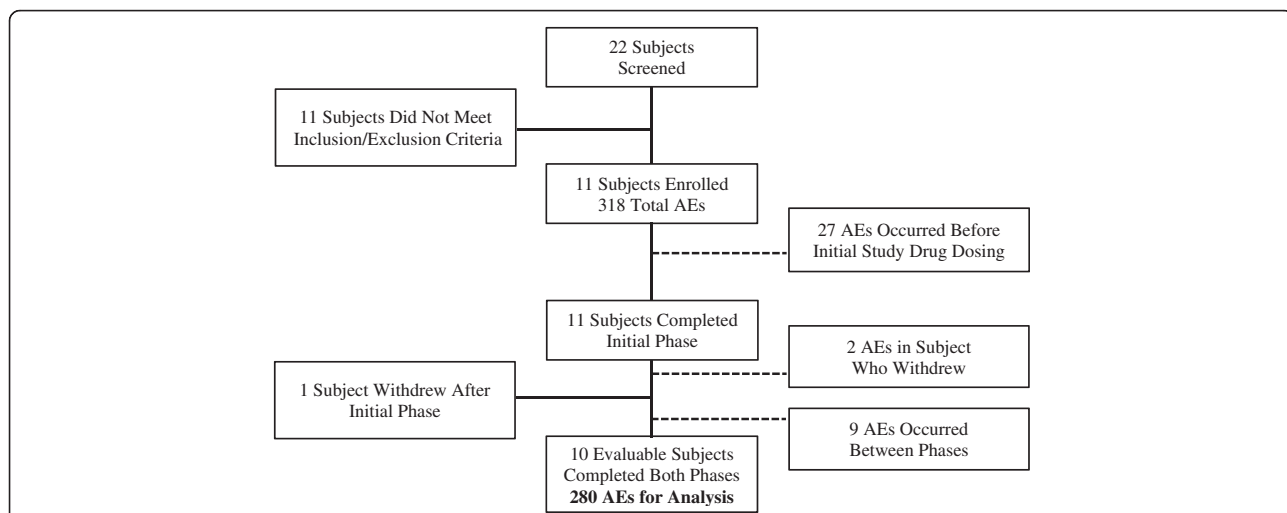 22 Subjects
Screened
11 Subjects Did Not Meet
Inclusion/Exclusion Criteria
11 Subjects Enrolled
318 Total AEs
27 AEs Occurred Before
Initial Study Drug Dosing
11 Subjects Completed
Initial Phase
2 AEs in Subject
Who Withdrew
1 Subject Withdrew After
Initial Phase
9 AEs Occurred
Between Phases
10 Evaluable Subjects
Completed Both Phases
280 AEs for Analysis